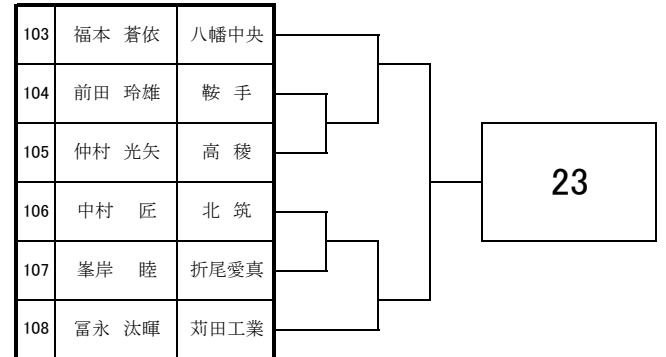 103 福本 蒼依 八幡中央
104 前田 玲雄 鞍 手
105 仲村 光矢 高 稜
106 中村 匠 北 筑
107 峯岸 睦 折尾愛真
108 冨永 汰暉 苅田工業
23